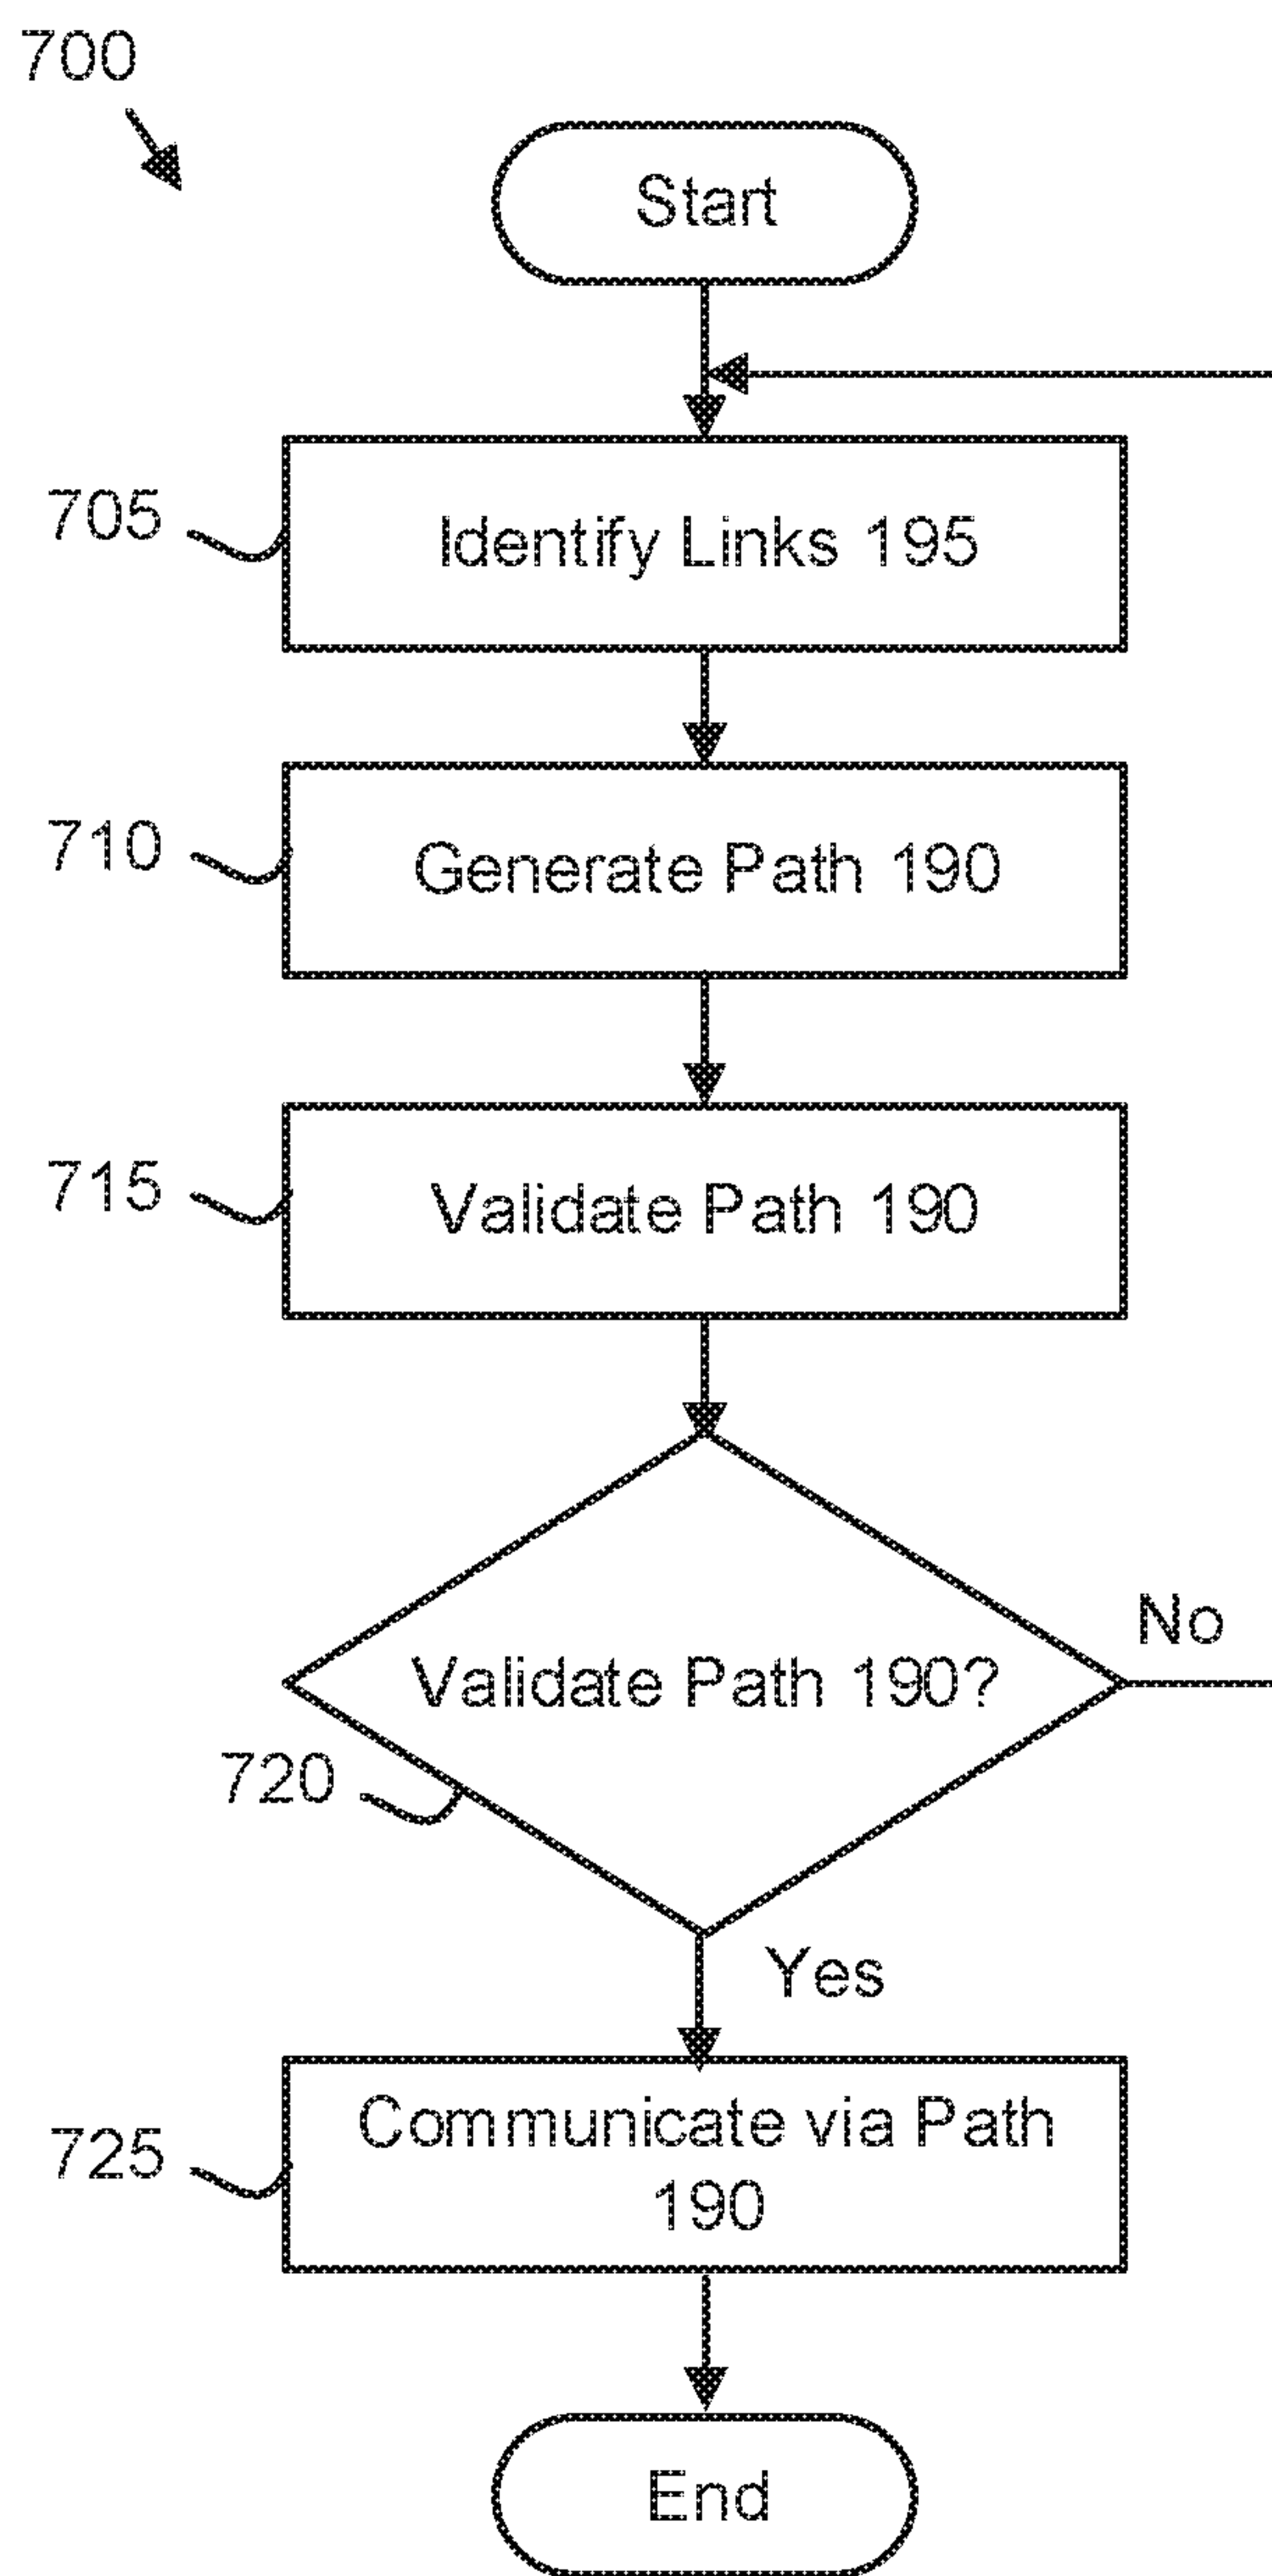 700
Start
705
Identify Links 195
710
Generate Path 190
715
Validate Path 190
Validate Path 190?
No
720
Yes
725
Communicate via Path
190
End